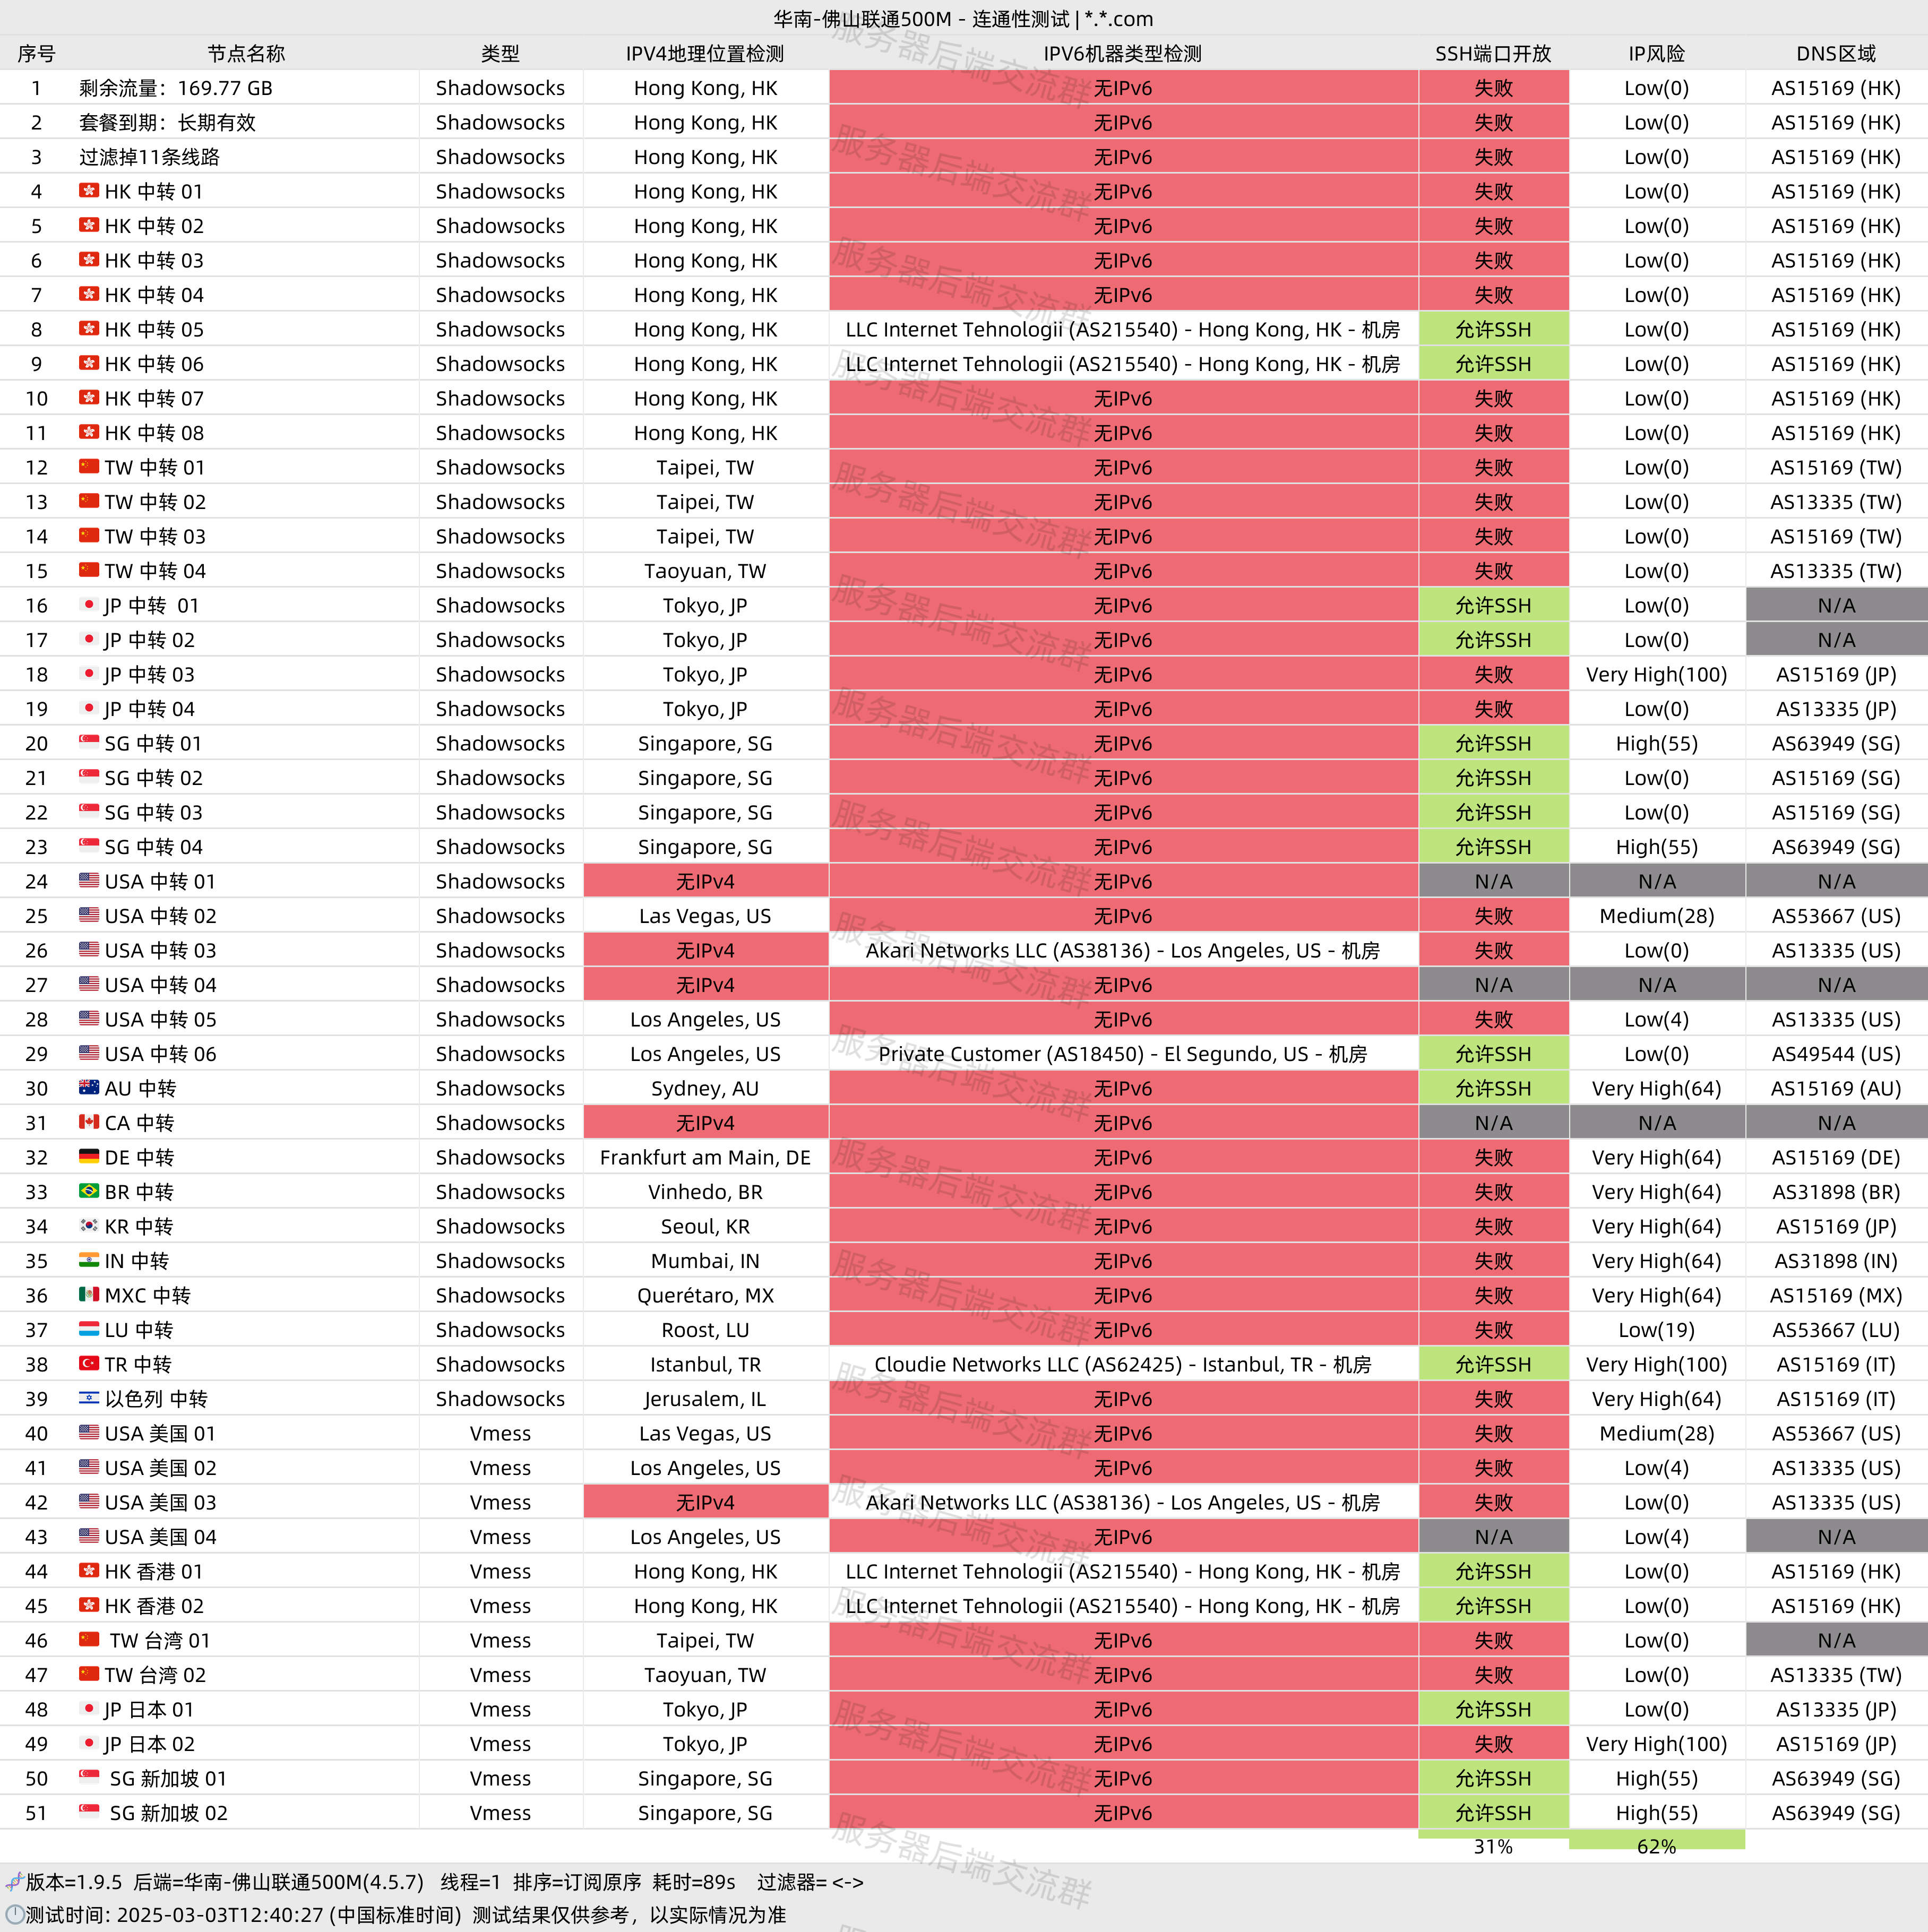 华南-佛山联通500M - 连通性测试 | *.*.com
序号 节点名称 类型 IPV4地理位置检测 IPV6机器类型检测 SSH端口开放 IP风险 DNS区域
1 剩余流量：169.77 GB Shadowsocks Hong Kong, HK 无IPv6 失败 Low(0) AS15169 (HK)
2 套餐到期：长期有效 Shadowsocks Hong Kong, HK 无IPv6 失败 Low(0) AS15169 (HK)
3 过滤掉11条线路 Shadowsocks Hong Kong, HK 无IPv6 失败 Low(0) AS15169 (HK)
4 HK 中转 01 Shadowsocks Hong Kong, HK 无IPv6 失败 Low(0) AS15169 (HK)
5 HK 中转 02 Shadowsocks Hong Kong, HK 无IPv6 失败 Low(0) AS15169 (HK)
6 HK 中转 03 Shadowsocks Hong Kong, HK 无IPv6 失败 Low(0) AS15169 (HK)
7 HK 中转 04 Shadowsocks Hong Kong, HK 无IPv6 失败 Low(0) AS15169 (HK)
8 HK 中转 05 Shadowsocks Hong Kong, HK LLC Internet Tehnologii (AS215540) - Hong Kong, HK - 机房 允许SSH Low(0) AS15169 (HK)
9 HK 中转 06 Shadowsocks Hong Kong, HK LLC Internet Tehnologii (AS215540) - Hong Kong, HK - 机房 允许SSH Low(0) AS15169 (HK)
10 HK 中转 07 Shadowsocks Hong Kong, HK 无IPv6 失败 Low(0) AS15169 (HK)
11 HK 中转 08 Shadowsocks Hong Kong, HK 无IPv6 失败 Low(0) AS15169 (HK)
12 TW 中转 01 Shadowsocks Taipei, TW 无IPv6 失败 Low(0) AS15169 (TW)
13 TW 中转 02 Shadowsocks Taipei, TW 无IPv6 失败 Low(0) AS13335 (TW)
14 TW 中转 03 Shadowsocks Taipei, TW 无IPv6 失败 Low(0) AS15169 (TW)
15 TW 中转 04 Shadowsocks Taoyuan, TW 无IPv6 失败 Low(0) AS13335 (TW)
16 JP 中转 01 Shadowsocks Tokyo, JP 无IPv6 允许SSH Low(0) N/A
17 JP 中转 02 Shadowsocks Tokyo, JP 无IPv6 允许SSH Low(0) N/A
18 JP 中转 03 Shadowsocks Tokyo, JP 无IPv6 失败 Very High(100) AS15169 (JP)
19 JP 中转 04 Shadowsocks Tokyo, JP 无IPv6 失败 Low(0) AS13335 (JP)
20 SG 中转 01 Shadowsocks Singapore, SG 无IPv6 允许SSH High(55) AS63949 (SG)
21 SG 中转 02 Shadowsocks Singapore, SG 无IPv6 允许SSH Low(0) AS15169 (SG)
22 SG 中转 03 Shadowsocks Singapore, SG 无IPv6 允许SSH Low(0) AS15169 (SG)
23 SG 中转 04 Shadowsocks Singapore, SG 无IPv6 允许SSH High(55) AS63949 (SG)
24 USA 中转 01 Shadowsocks 无IPv4 无IPv6 N/A N/A N/A
25 USA 中转 02 Shadowsocks Las Vegas, US 无IPv6 失败 Medium(28) AS53667 (US)
26 USA 中转 03 Shadowsocks 无IPv4 Akari Networks LLC (AS38136) - Los Angeles, US - 机房 失败 Low(0) AS13335 (US)
27 USA 中转 04 Shadowsocks 无IPv4 无IPv6 N/A N/A N/A
28 USA 中转 05 Shadowsocks Los Angeles, US 无IPv6 失败 Low(4) AS13335 (US)
29 USA 中转 06 Shadowsocks Los Angeles, US Private Customer (AS18450) - El Segundo, US - 机房 允许SSH Low(0) AS49544 (US)
30 AU 中转 Shadowsocks Sydney, AU 无IPv6 允许SSH Very High(64) AS15169 (AU)
31 CA 中转 Shadowsocks 无IPv4 无IPv6 N/A N/A N/A
32 DE 中转 Shadowsocks Frankfurt am Main, DE 无IPv6 失败 Very High(64) AS15169 (DE)
33 BR 中转 Shadowsocks Vinhedo, BR 无IPv6 失败 Very High(64) AS31898 (BR)
34 KR 中转 Shadowsocks Seoul, KR 无IPv6 失败 Very High(64) AS15169 (JP)
35 IN 中转 Shadowsocks Mumbai, IN 无IPv6 失败 Very High(64) AS31898 (IN)
36 MXC 中转 Shadowsocks Querétaro, MX 无IPv6 失败 Very High(64) AS15169 (MX)
37 LU 中转 Shadowsocks Roost, LU 无IPv6 失败 Low(19) AS53667 (LU)
38 TR 中转 Shadowsocks Istanbul, TR Cloudie Networks LLC (AS62425) - Istanbul, TR - 机房 允许SSH Very High(100) AS15169 (IT)
39 以色列 中转 Shadowsocks Jerusalem, IL 无IPv6 失败 Very High(64) AS15169 (IT)
40 USA 美国 01 Vmess Las Vegas, US 无IPv6 失败 Medium(28) AS53667 (US)
41 USA 美国 02 Vmess Los Angeles, US 无IPv6 失败 Low(4) AS13335 (US)
42 USA 美国 03 Vmess 无IPv4 Akari Networks LLC (AS38136) - Los Angeles, US - 机房 失败 Low(0) AS13335 (US)
43 USA 美国 04 Vmess Los Angeles, US 无IPv6 N/A Low(4) N/A
44 HK 香港 01 Vmess Hong Kong, HK LLC Internet Tehnologii (AS215540) - Hong Kong, HK - 机房 允许SSH Low(0) AS15169 (HK)
45 HK 香港 02 Vmess Hong Kong, HK LLC Internet Tehnologii (AS215540) - Hong Kong, HK - 机房 允许SSH Low(0) AS15169 (HK)
46 TW 台湾 01 Vmess Taipei, TW 无IPv6 失败 Low(0) N/A
47 TW 台湾 02 Vmess Taoyuan, TW 无IPv6 失败 Low(0) AS13335 (TW)
48 JP 日本 01 Vmess Tokyo, JP 无IPv6 允许SSH Low(0) AS13335 (JP)
49 JP 日本 02 Vmess Tokyo, JP 无IPv6 失败 Very High(100) AS15169 (JP)
50 SG 新加坡 01 Vmess Singapore, SG 无IPv6 允许SSH High(55) AS63949 (SG)
51 SG 新加坡 02 Vmess Singapore, SG 无IPv6 允许SSH High(55) AS63949 (SG)
31% 62%
版本=1.9.5 后端=华南-佛山联通500M(4.5.7) 线程=1 排序=订阅原序 耗时=89s 过滤器= <->
测试时间: 2025-03-03T12:40:27 (中国标准时间) 测试结果仅供参考，以实际情况为准
服务器后端交流群